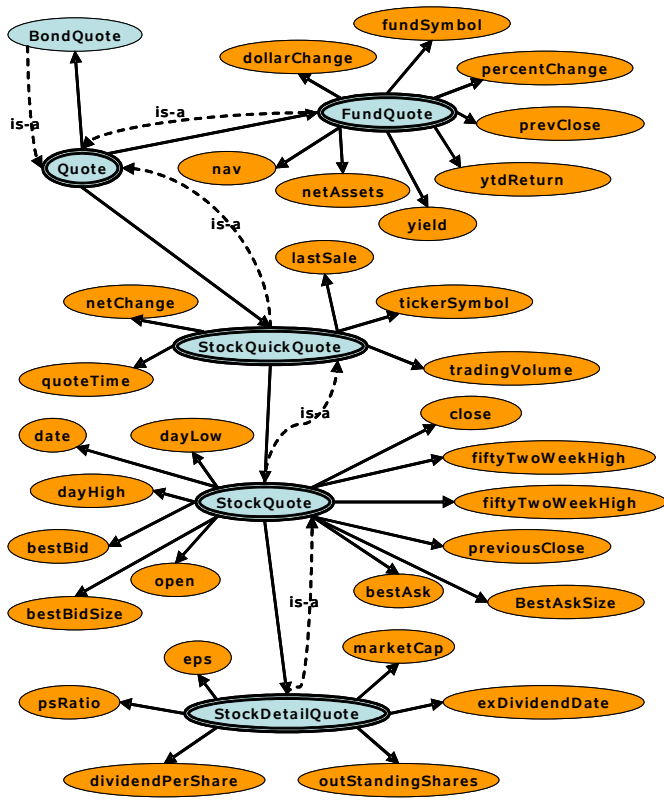 fundSymbol
BondQuote
dollarChange
percentChange
is-a
FundQuote
is-a
prevClose
Quote
nav
ytdReturn
netAssets
is-a
yield
lastSale
netChange
tickerSymbol
StockQuickQuote
tradingVolume
quoteTime
is-a
close
date
dayLow
fiftyTwoWeekHigh
dayHigh
StockQuote
fiftyTwoWeekHigh
bestBid
previousClose
open
bestAsk
is-a
BestAskSize
bestBidSize
marketCap
eps
psRatio
exDividendDate
StockDetailQuote
dividendPerShare
outStandingShares